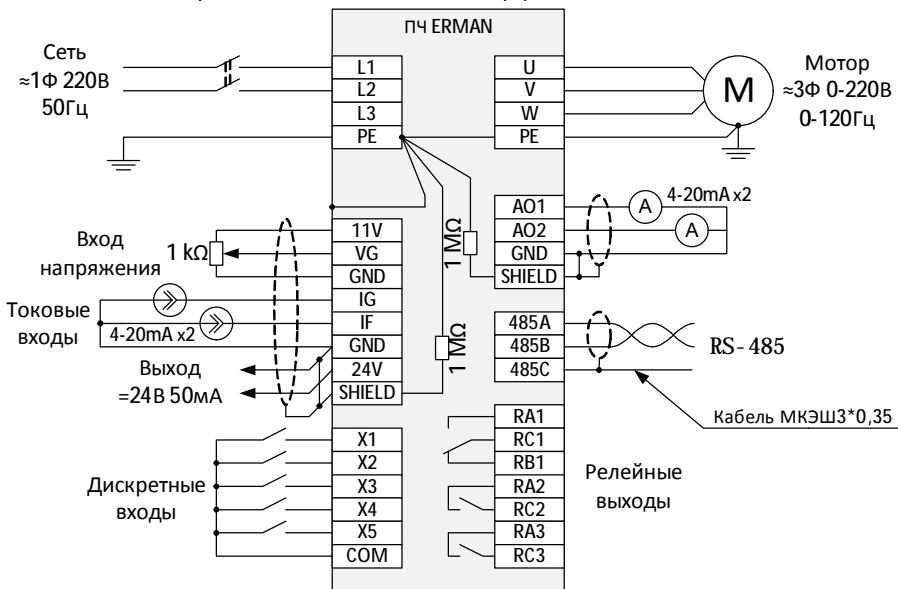 ПЧ ERMAN
Сеть
≈1Ф 220В
50Гц
L1
L2
L3
PE
U
V
W
PE
M
Мотор
≈3Ф 0-220В
0-120Гц
Вход
напряжения
1 kΩ
11V
VG
GND
IG
IF
GND
24V
SHIELD
Токовые
входы
4-20mA x2
Выход
=24В 50мА
1 MΩ
1 MΩ
AO1
AO2
GND
SHIELD
A
A
4-20mA x2
485A
485B
485C
RS-485
Кабель МКЭШ3*0,35
Дискретные
входы
X1
X2
X3
X4
X5
COM
RA1
RC1
RB1
RA2
RC2
RA3
RC3
Релейные
выходы